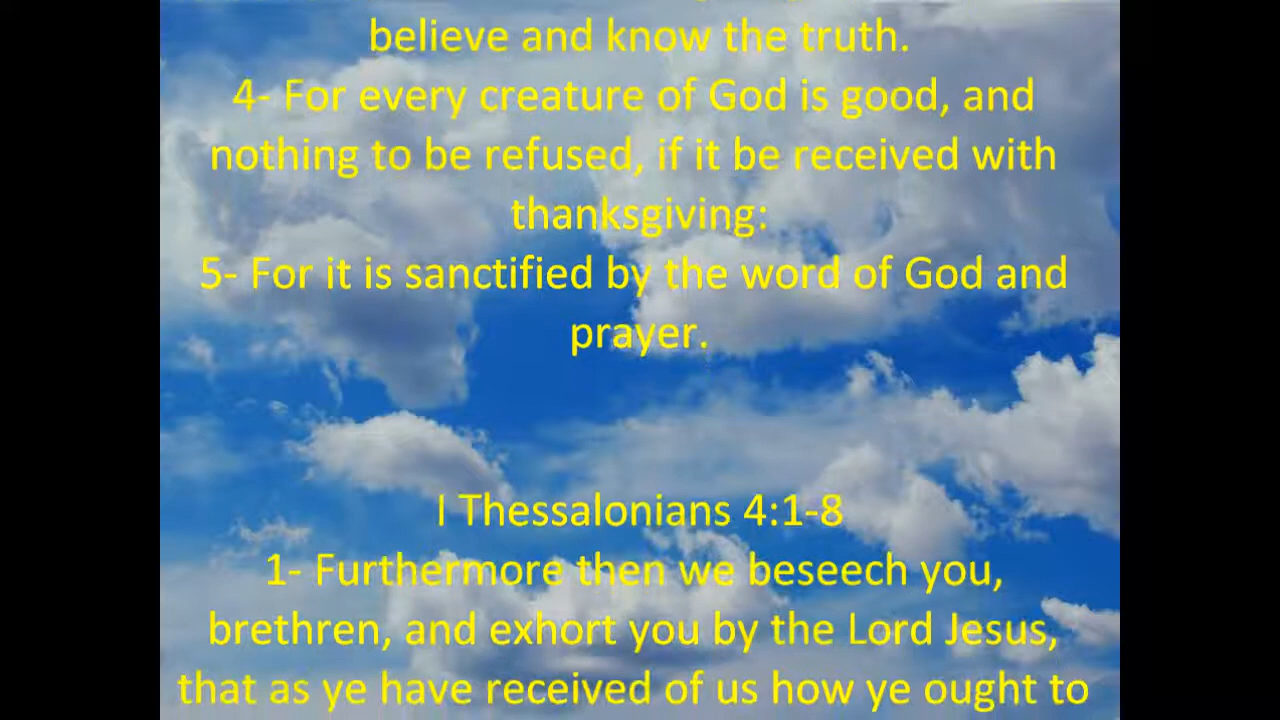 believe and know the truth.
4- For every creature of God is good, and
nothing to be refused, if it be received with
thanksgiving:
5- For it is sanctified by the word of God and
prayer.
I Thessalonians 4:1-8
1- Furthermore then we beseech you,
brethren, and exhort you by the Lord Jesus,
that as ye have received of us how ye ought to